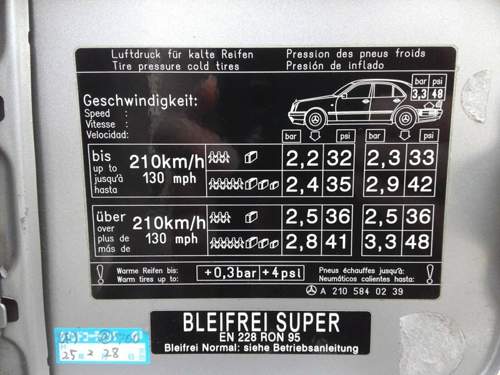 Luftdruck für kalte Reifen Pression des pneus froids
Tire pressure cold tires Presión de inflado
bar psi
3,3 48
Geschwindigkeit:
Speed :
Vitesse :
Velocidad:
bar psi bar psi
bis
up to
jusqu'à
hasta
210km/h
130 mph
2,2 32 2,3 33
2,4 35 2,9 42
über
over
plus de
más de
210km/h
130 mph
2,5 36 2,5 36
2,8 41 3,3 48
! Warme Reifen bis: +0,3bar +4psi Pneus échauffes jusqu'à: !
Warm tires up to: Neumáticos calientes hasta:
A 210 584 02 39
BLEIFREI SUPER
EN 228 RON 95
Bleifrei Normal: siehe Betriebsanleitung
25 2 28